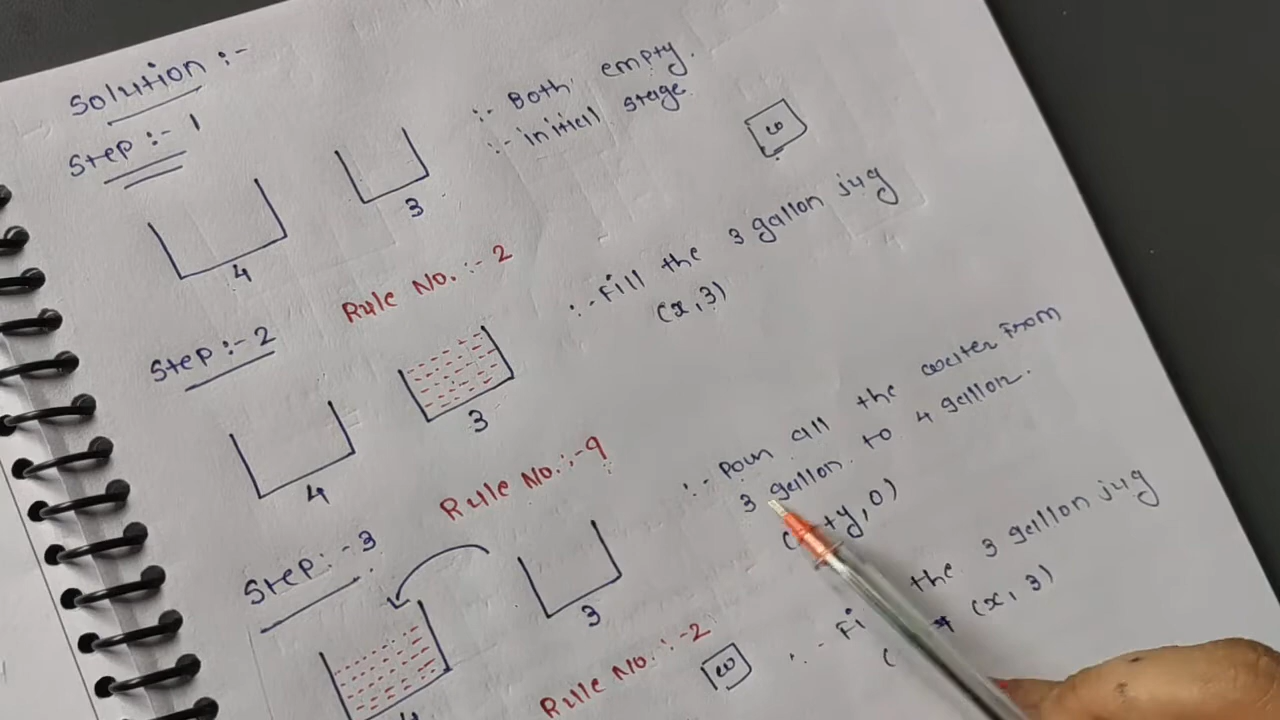 Solution :-
Step :- 1
:- Both empty.
:- initial stage.
4
3
Rule No. :- 2
:- Fill the 3 gallon jug
(x, 3)
Step :- 2
4
3
Rule No. :- 9
:- Pour all the water from
3 gallon to 4 gallon.
+y, 0)
Step :- 3
3
Rule No. :- 2
the 3 gallon jug
(x, 3)